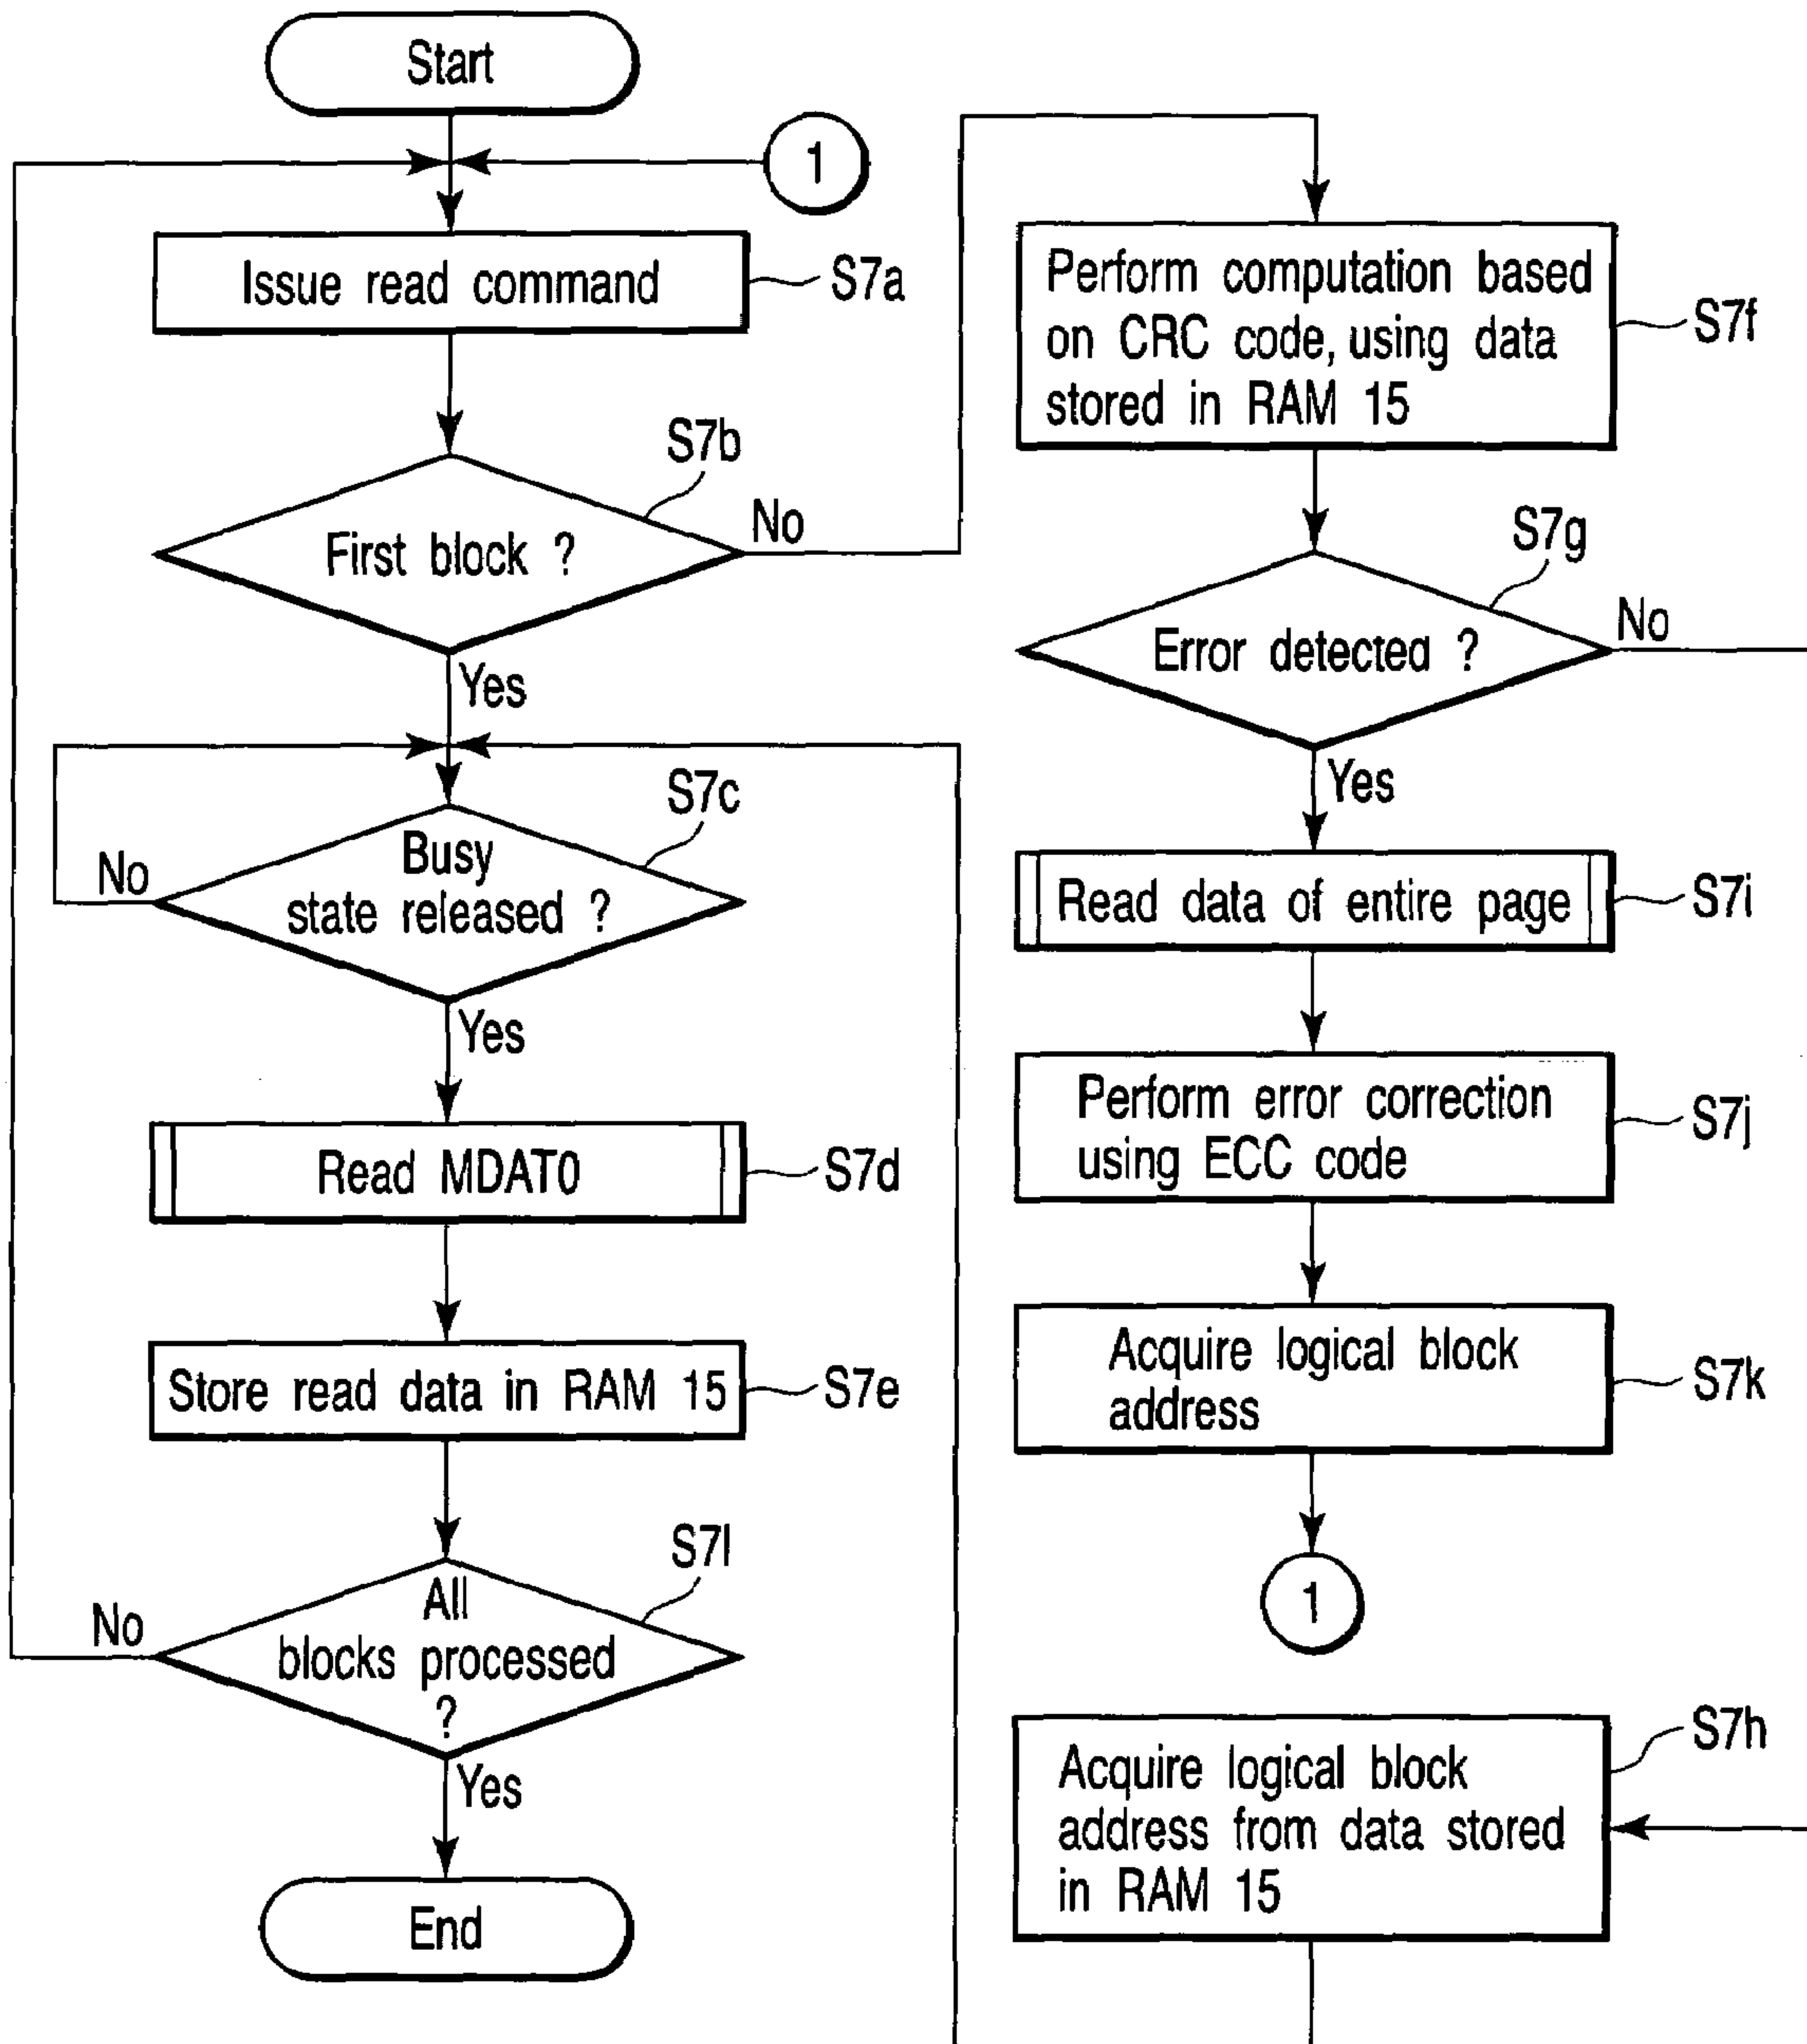 Start
1
Issue read command
S7a
S7b
First block ?
No
Yes
S7c
Busy
state released ?
No
Yes
Read MDAT0
S7d
Store read data in RAM 15
S7e
S7l
All
blocks processed
?
No
Yes
End
Perform computation based
on CRC code, using data
stored in RAM 15
S7f
S7g
Error detected ?
No
Yes
Read data of entire page
S7i
Perform error correction
using ECC code
S7j
Acquire logical block
address
S7k
1
S7h
Acquire logical block
address from data stored
in RAM 15